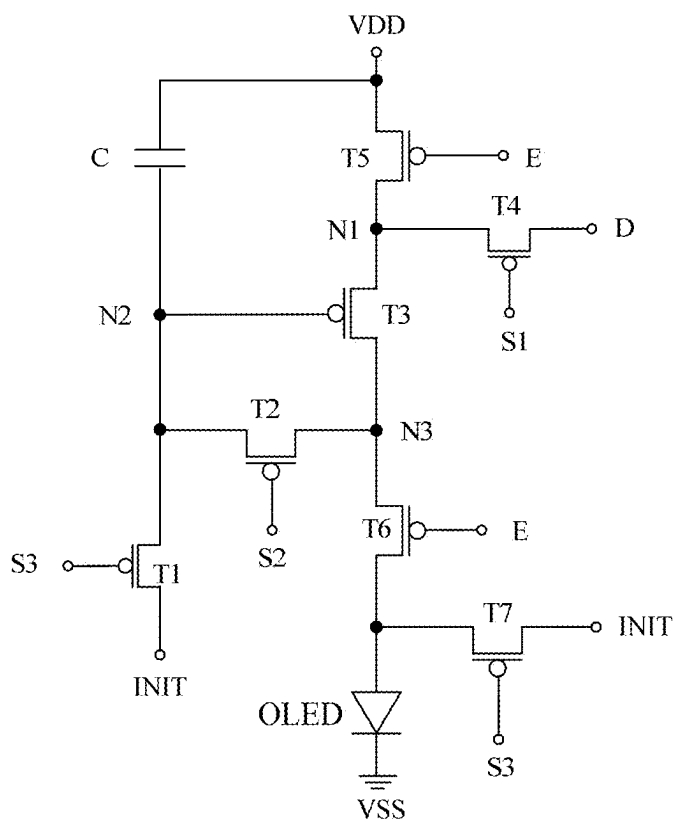 VDD
C
T5
E
T4
N1
D
N2
T3
S1
T2
N3
T6
E
S2
S3
T1
T7
INIT
INIT
OLED
S3
VSS